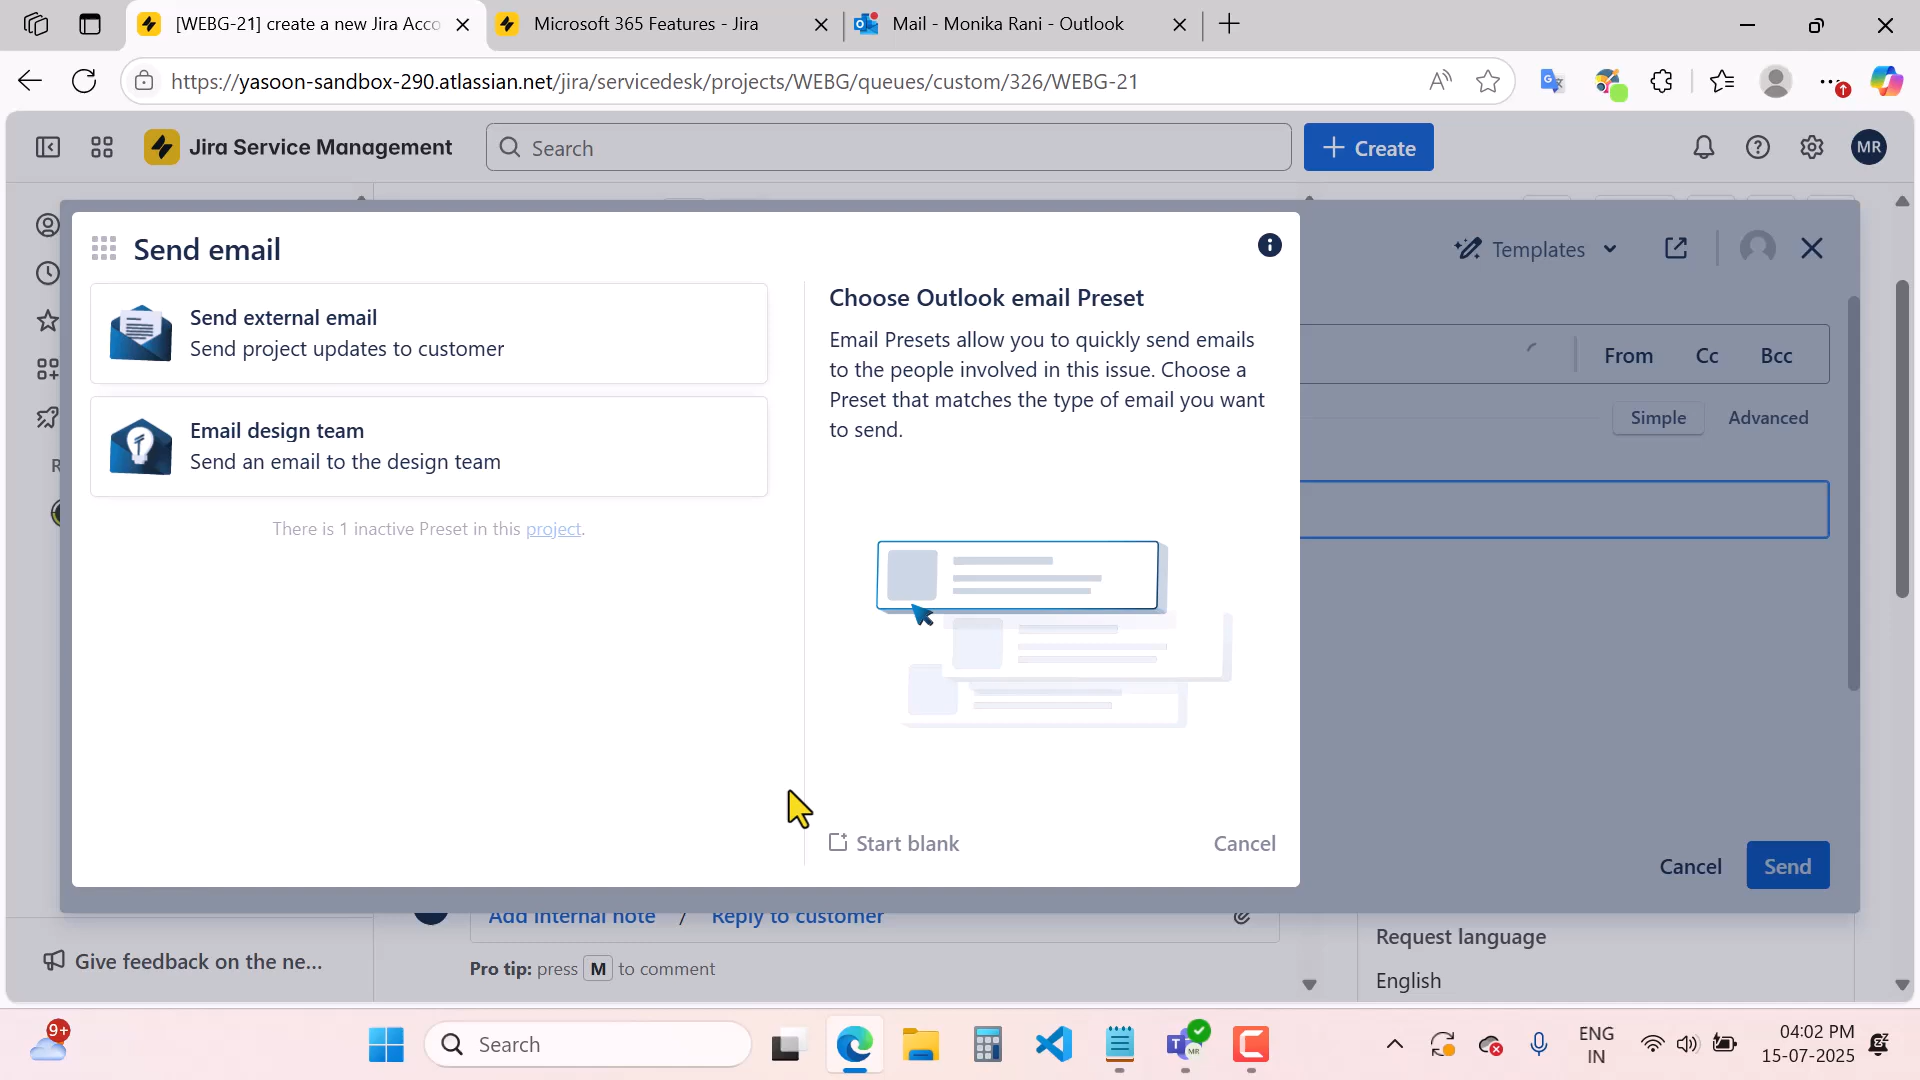 [WEBG-21] create a new Jira Acco
Microsoft 365 Features - Jira
Mail - Monika Rani - Outlook
https://yasoon-sandbox-290.atlassian.net/jira/servicedesk/projects/WEBG/queues/custom/326/WEBG-21
Jira Service Management
Search
Create
MR
Send email
Templates
Send external email
Send project updates to customer
Email design team
Send an email to the design team
There is 1 inactive Preset in this project.
Choose Outlook email Preset
Email Presets allow you to quickly send emails
to the people involved in this issue. Choose a
Preset that matches the type of email you want
to send.
Start blank
Cancel
From
Cc
Bcc
Simple
Advanced
Cancel
Send
R
Add internal note / Reply to customer
Pro tip: press M to comment
Give feedback on the ne...
Request language
English
9+
Search
T
MR
ENG
IN
04:02 PM
15-07-2025